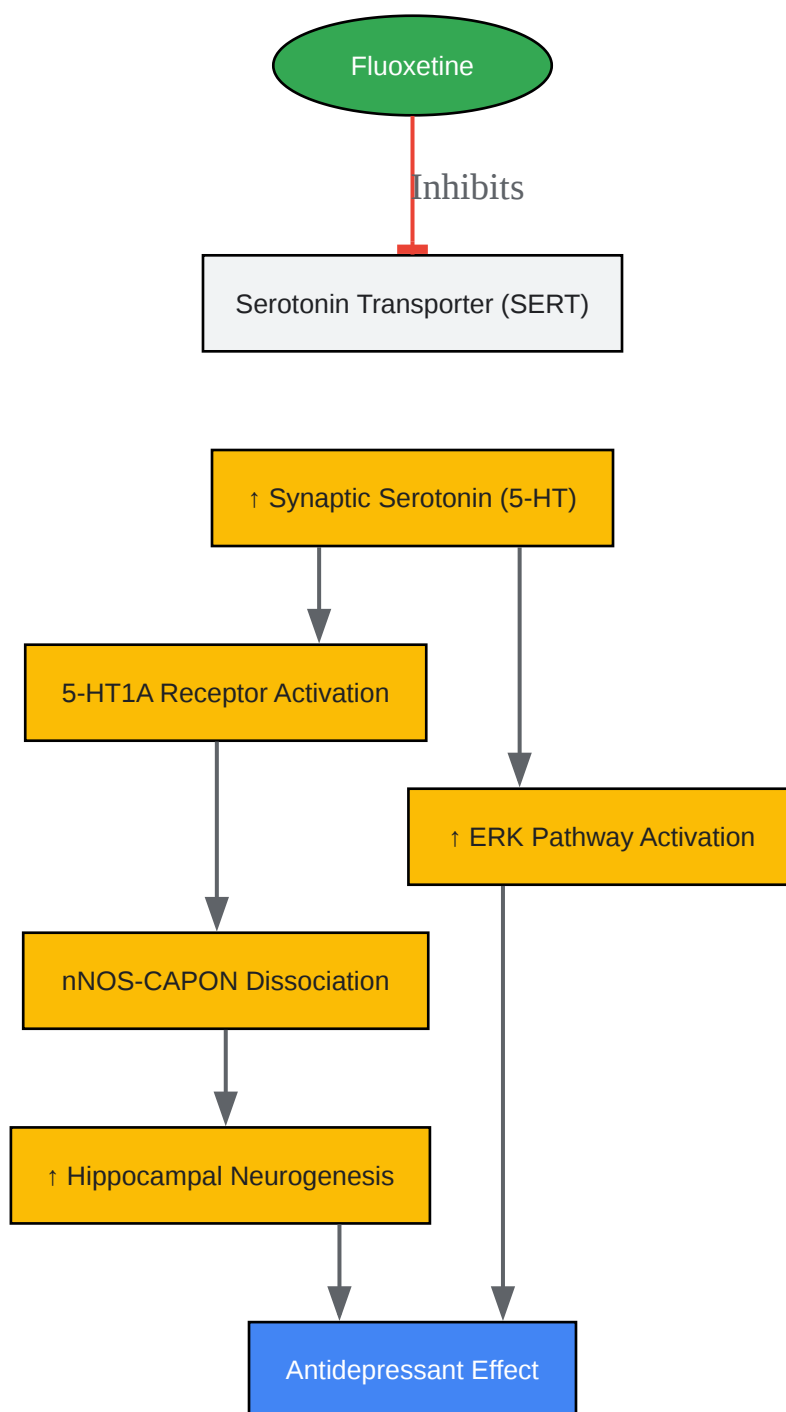 Fluoxetine
Inhibits
Serotonin Transporter (SERT)
↑ Synaptic Serotonin (5-HT)
5-HT1A Receptor Activation
↑ ERK Pathway Activation
nNOS-CAPON Dissociation
↑ Hippocampal Neurogenesis
Antidepressant Effect